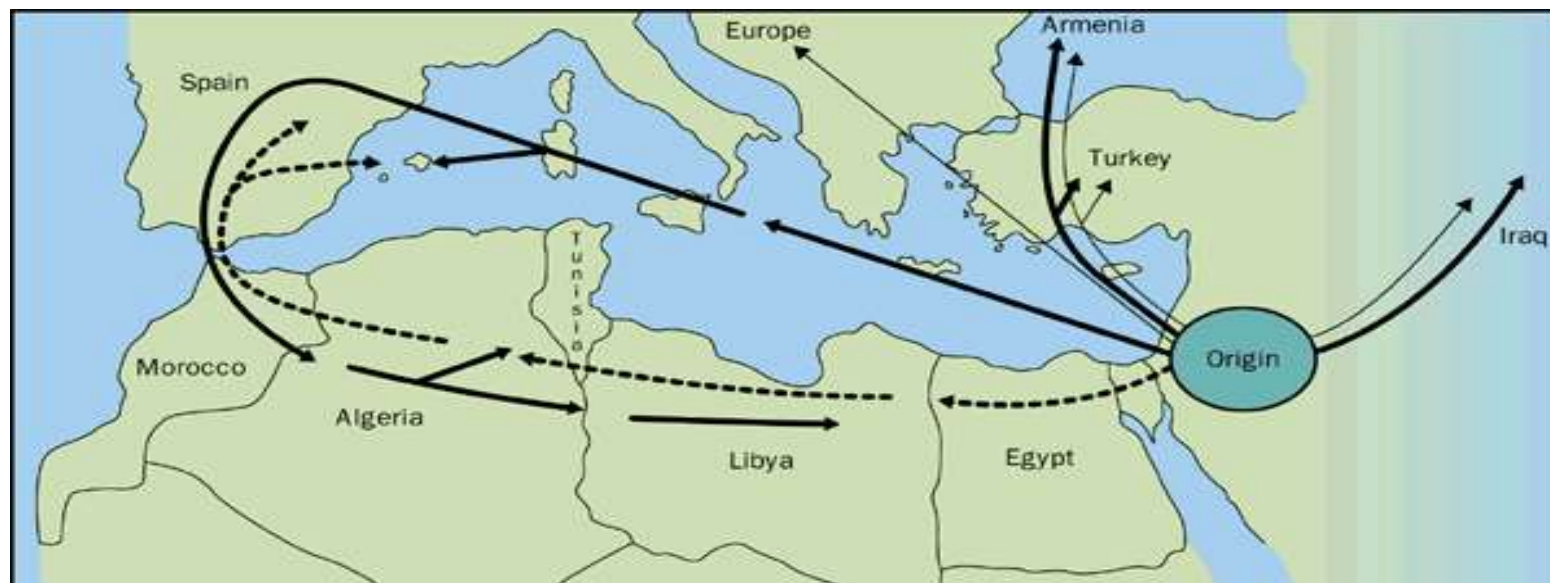 Armenia
Europe
Spain
Turkey
Iraq
Tunisia
Origin
Morocco
Algeria
Libya
Egypt